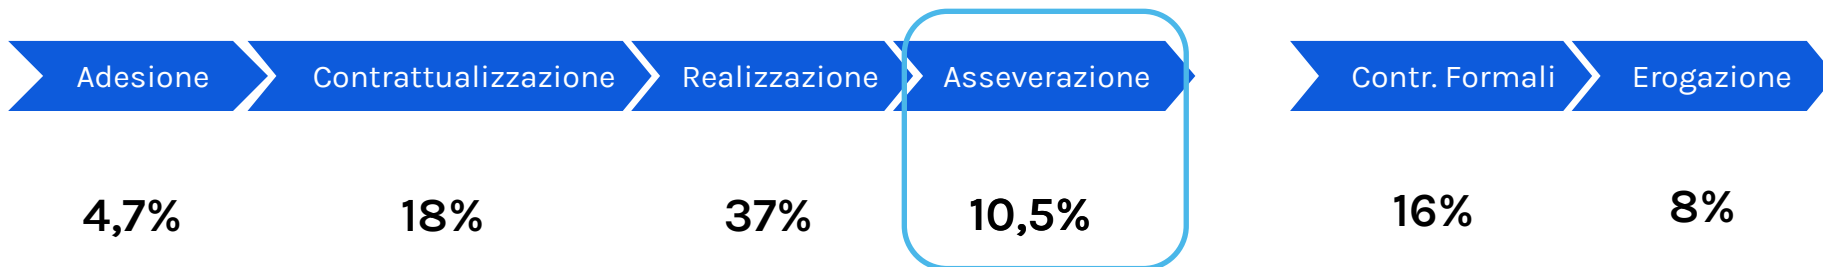 Adesione Contrattualizzazione Realizzazione Asseverazione Contr. Formali Erogazione
4,7% 18% 37% 10,5% 16% 8%